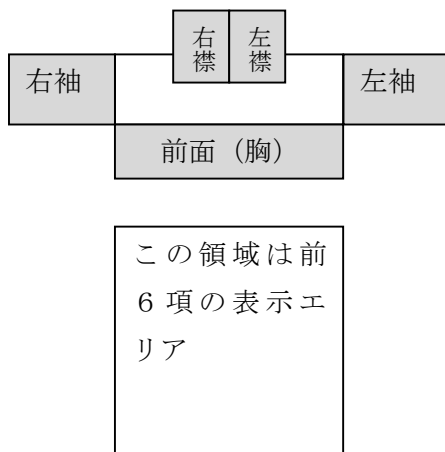 右襟
左襟
右袖
左袖
前面（胸）
この領域は前
６項の表示エ
リア